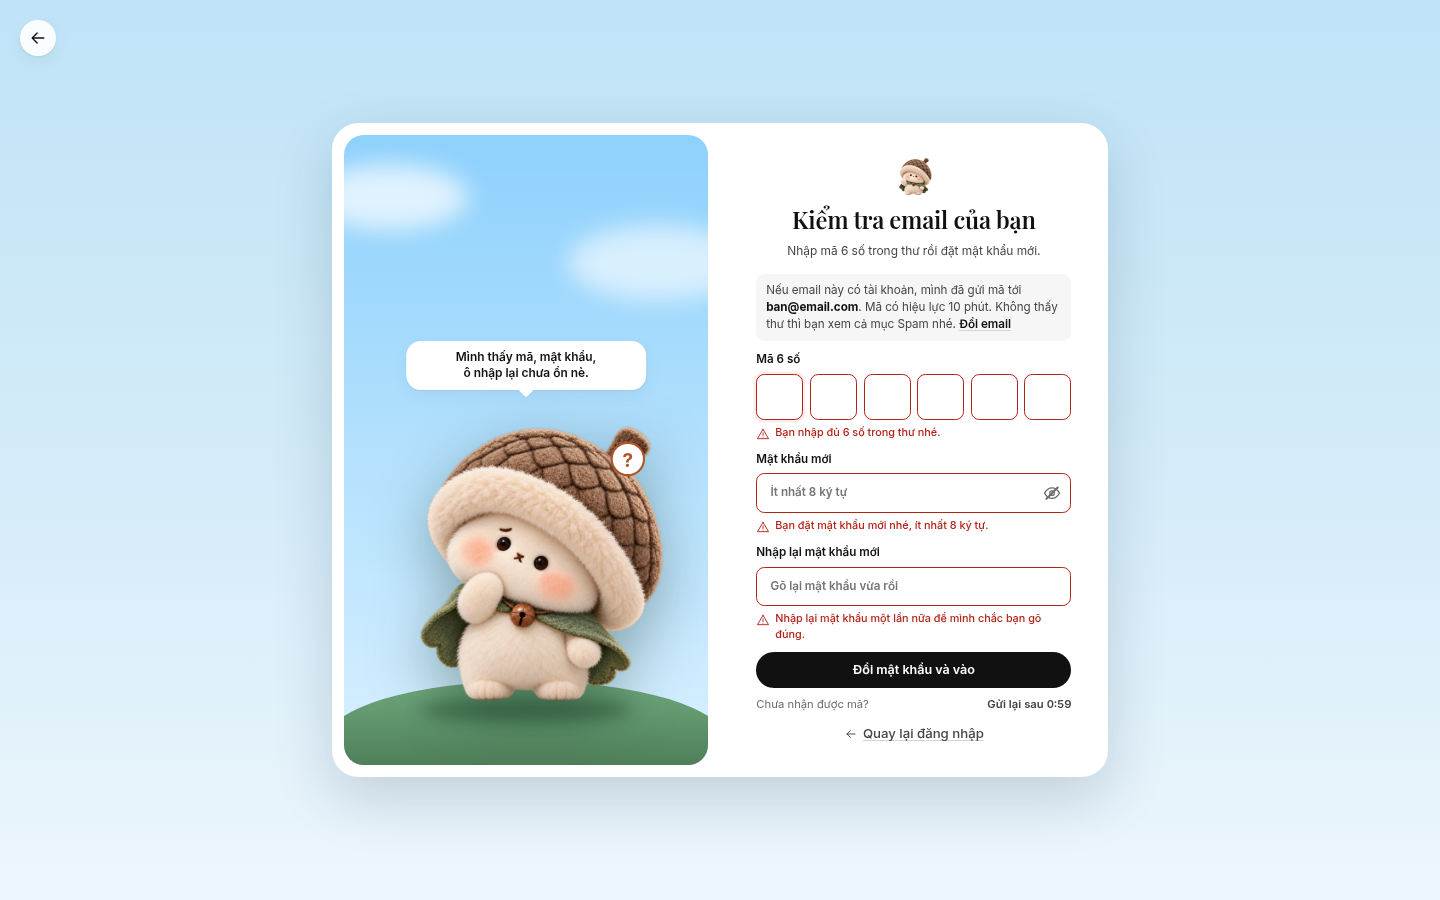 Mình thấy mã, mật khẩu,
ô nhập lại chưa ổn nè.
?
Kiểm tra email của bạn
Nhập mã 6 số trong thư rồi đặt mật khẩu mới.
Nếu email này có tài khoản, mình đã gửi mã tới
ban@email.com. Mã có hiệu lực 10 phút. Không thấy
thư thì bạn xem cả mục Spam nhé. Đổi email
Mã 6 số
Bạn nhập đủ 6 số trong thư nhé.
Mật khẩu mới
Ít nhất 8 ký tự
Bạn đặt mật khẩu mới nhé, ít nhất 8 ký tự.
Nhập lại mật khẩu mới
Gõ lại mật khẩu vừa rồi
Nhập lại mật khẩu một lần nữa để mình chắc bạn gõ
đúng.
Đổi mật khẩu và vào
Chưa nhận được mã?
Gửi lại sau 0:59
Quay lại đăng nhập